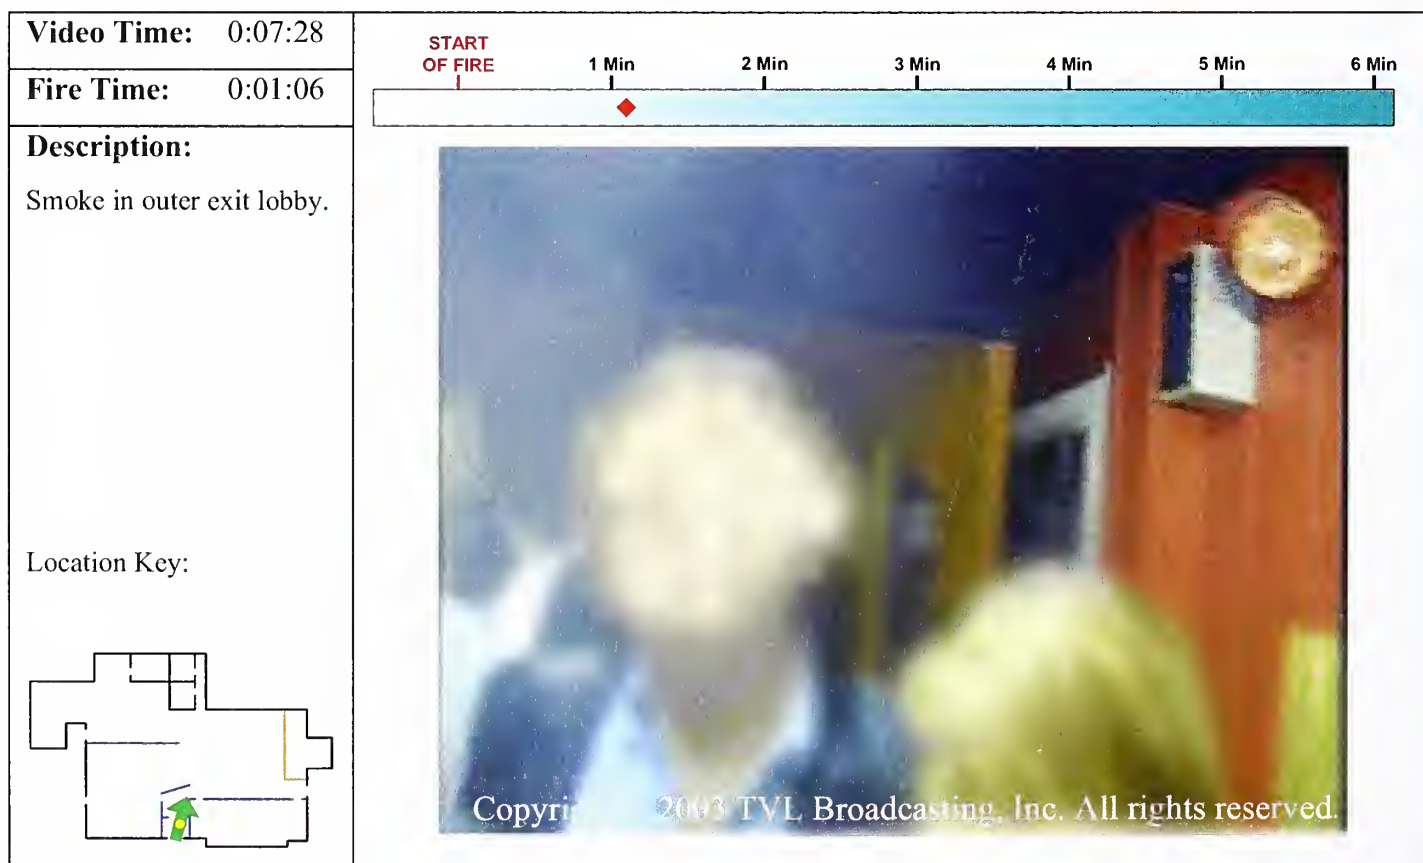 Video Time: 0:07:28
Fire Time: 0:01:06
Description:
Smoke in outer exit lobby.
Location Key:
START
OF FIRE 1 Min 2 Min 3 Min 4 Min 5 Min 6 Min
2003 TVL Broadcasting, Inc. All rights reserved.